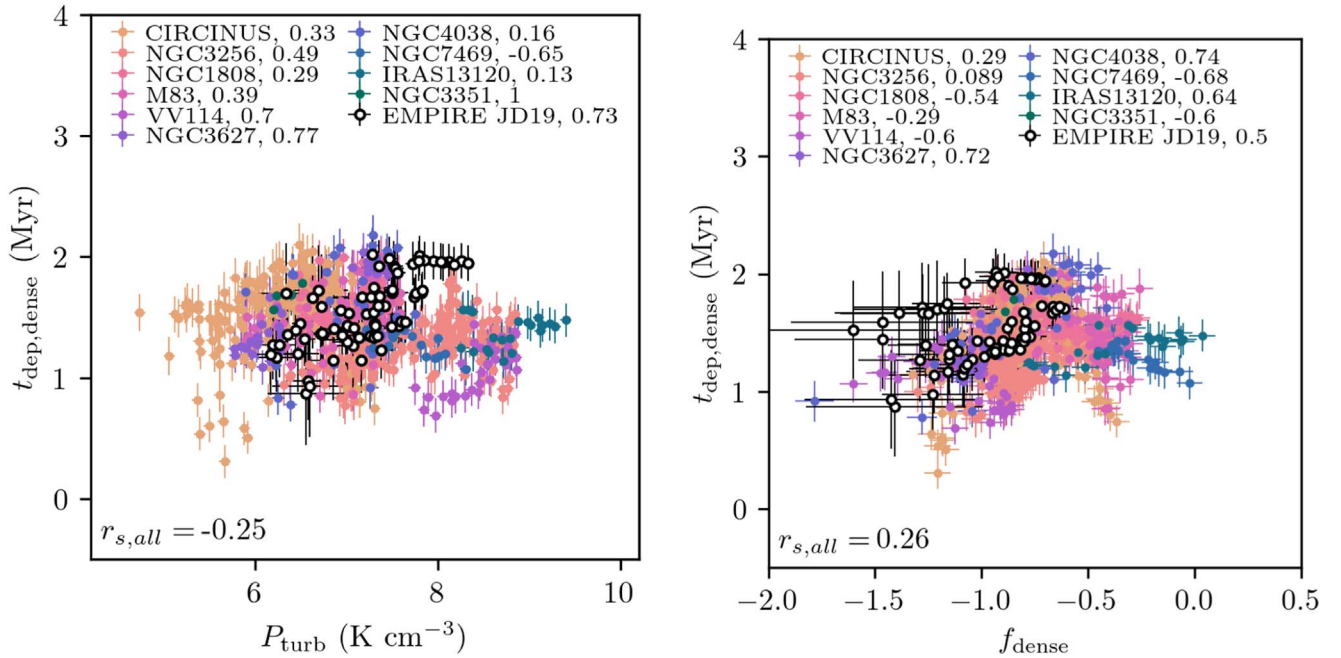 4
3
2
1
0
t_dep,dense (Myr)
CIRCINUS, 0.33
NGC3256, 0.49
NGC1808, 0.29
M83, 0.39
VV114, 0.7
NGC3627, 0.77
NGC4038, 0.16
NGC7469, -0.65
IRAS13120, 0.13
NGC3351, 1
EMPIRE JD19, 0.73
r_s,all = -0.25
6 8 10
P_turb (K cm⁻³)
4
3
2
1
0
t_dep,dense (Myr)
CIRCINUS, 0.29
NGC3256, 0.089
NGC1808, -0.54
M83, -0.29
VV114, -0.6
NGC3627, 0.72
NGC4038, 0.74
NGC7469, -0.68
IRAS13120, 0.64
NGC3351, -0.6
EMPIRE JD19, 0.5
r_s,all = 0.26
−2.0 −1.5 −1.0 −0.5 0.0 0.5
f_dense